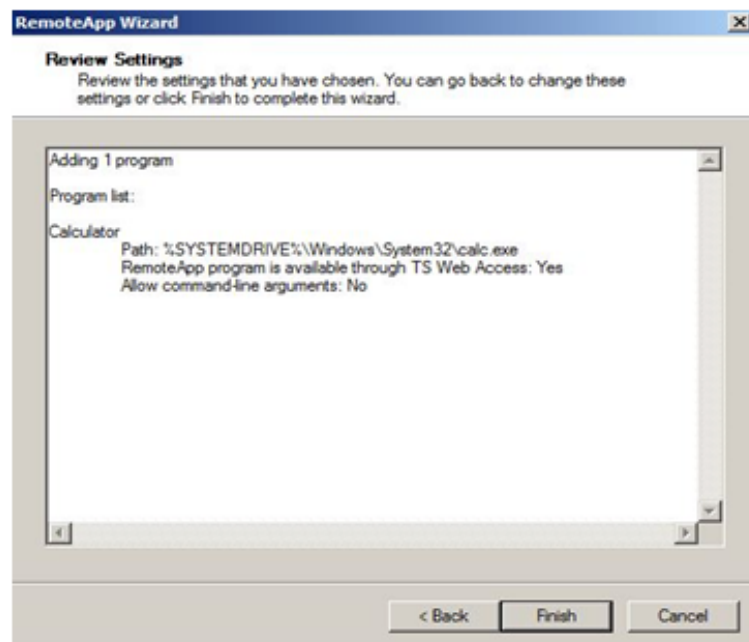 RemoteApp Wizard
Review Settings
Review the settings that you have chosen. You can go back to change these
settings or click Finish to complete this wizard.
Adding 1 program
Program list:
Calculator
Path: %SYSTEMDRIVE%\Windows\System32\calc.exe
RemoteApp program is available through TS Web Access: Yes
Allow command-line arguments: No
< Back Finish Cancel